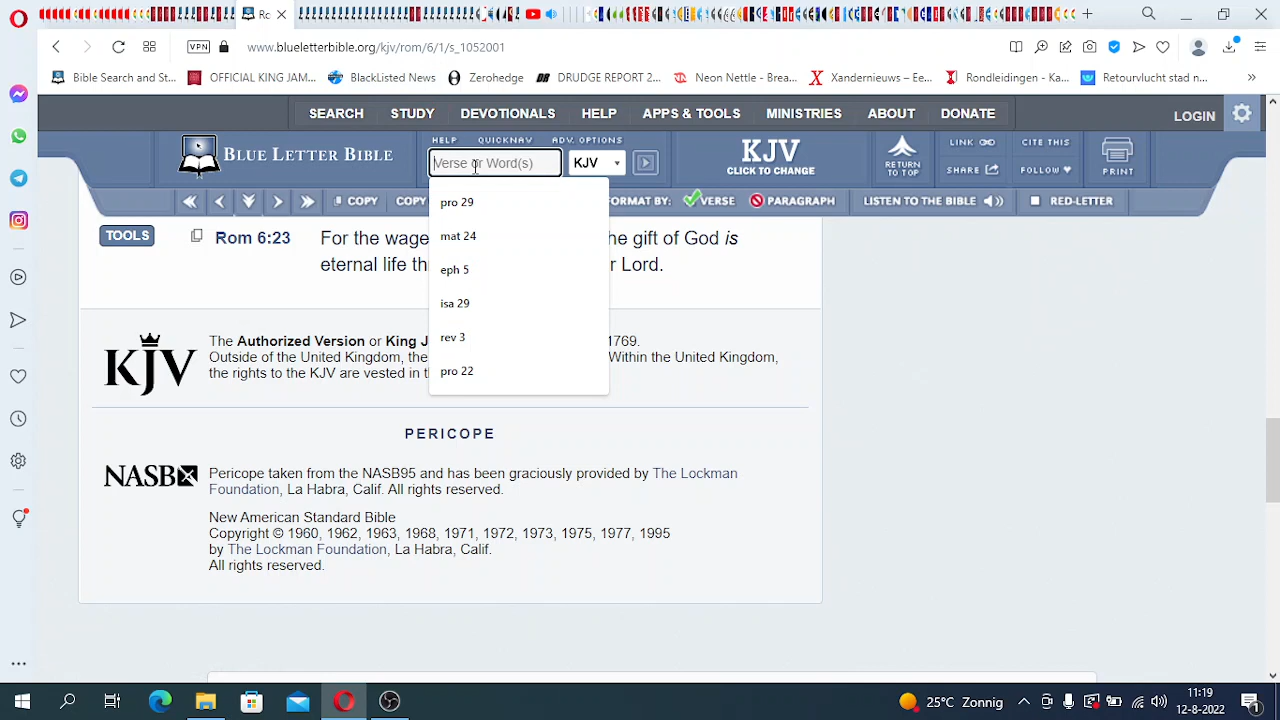 Rc
VPN
www.blueletterbible.org/kjv/rom/6/1/s_1052001
Bible Search and St...
OFFICIAL KING JAM...
BlackListed News
Zerohedge
DRUDGE REPORT 2...
Neon Nettle - Brea...
Xandernieuws – Ee...
Rondleidingen - Ka...
Retourvlucht stad n...
»
SEARCH
STUDY
DEVOTIONALS
HELP
APPS & TOOLS
MINISTRIES
ABOUT
DONATE
LOGIN
BLUE LETTER BIBLE
HELP
QUICKNAV
ADV. OPTIONS
Verse or Word(s)
KJV
KJV
CLICK TO CHANGE
RETURN
TO TOP
LINK
CITE THIS
SHARE
FOLLOW
PRINT
COPY
COPY
FORMAT BY:
VERSE
PARAGRAPH
LISTEN TO THE BIBLE
RED-LETTER
pro 29
mat 24
eph 5
isa 29
rev 3
pro 22
TOOLS
Rom 6:23
For the wage he gift of God is
eternal life th r Lord.
KJV
The Authorized Version or King J 1769.
Outside of the United Kingdom, the Within the United Kingdom,
the rights to the KJV are vested in t
PERICOPE
NASB
Pericope taken from the NASB95 and has been graciously provided by The Lockman
Foundation, La Habra, Calif. All rights reserved.
New American Standard Bible
Copyright © 1960, 1962, 1963, 1968, 1971, 1972, 1973, 1975, 1977, 1995
by The Lockman Foundation, La Habra, Calif.
All rights reserved.
25°C Zonnig
11:19
12-8-2022
1